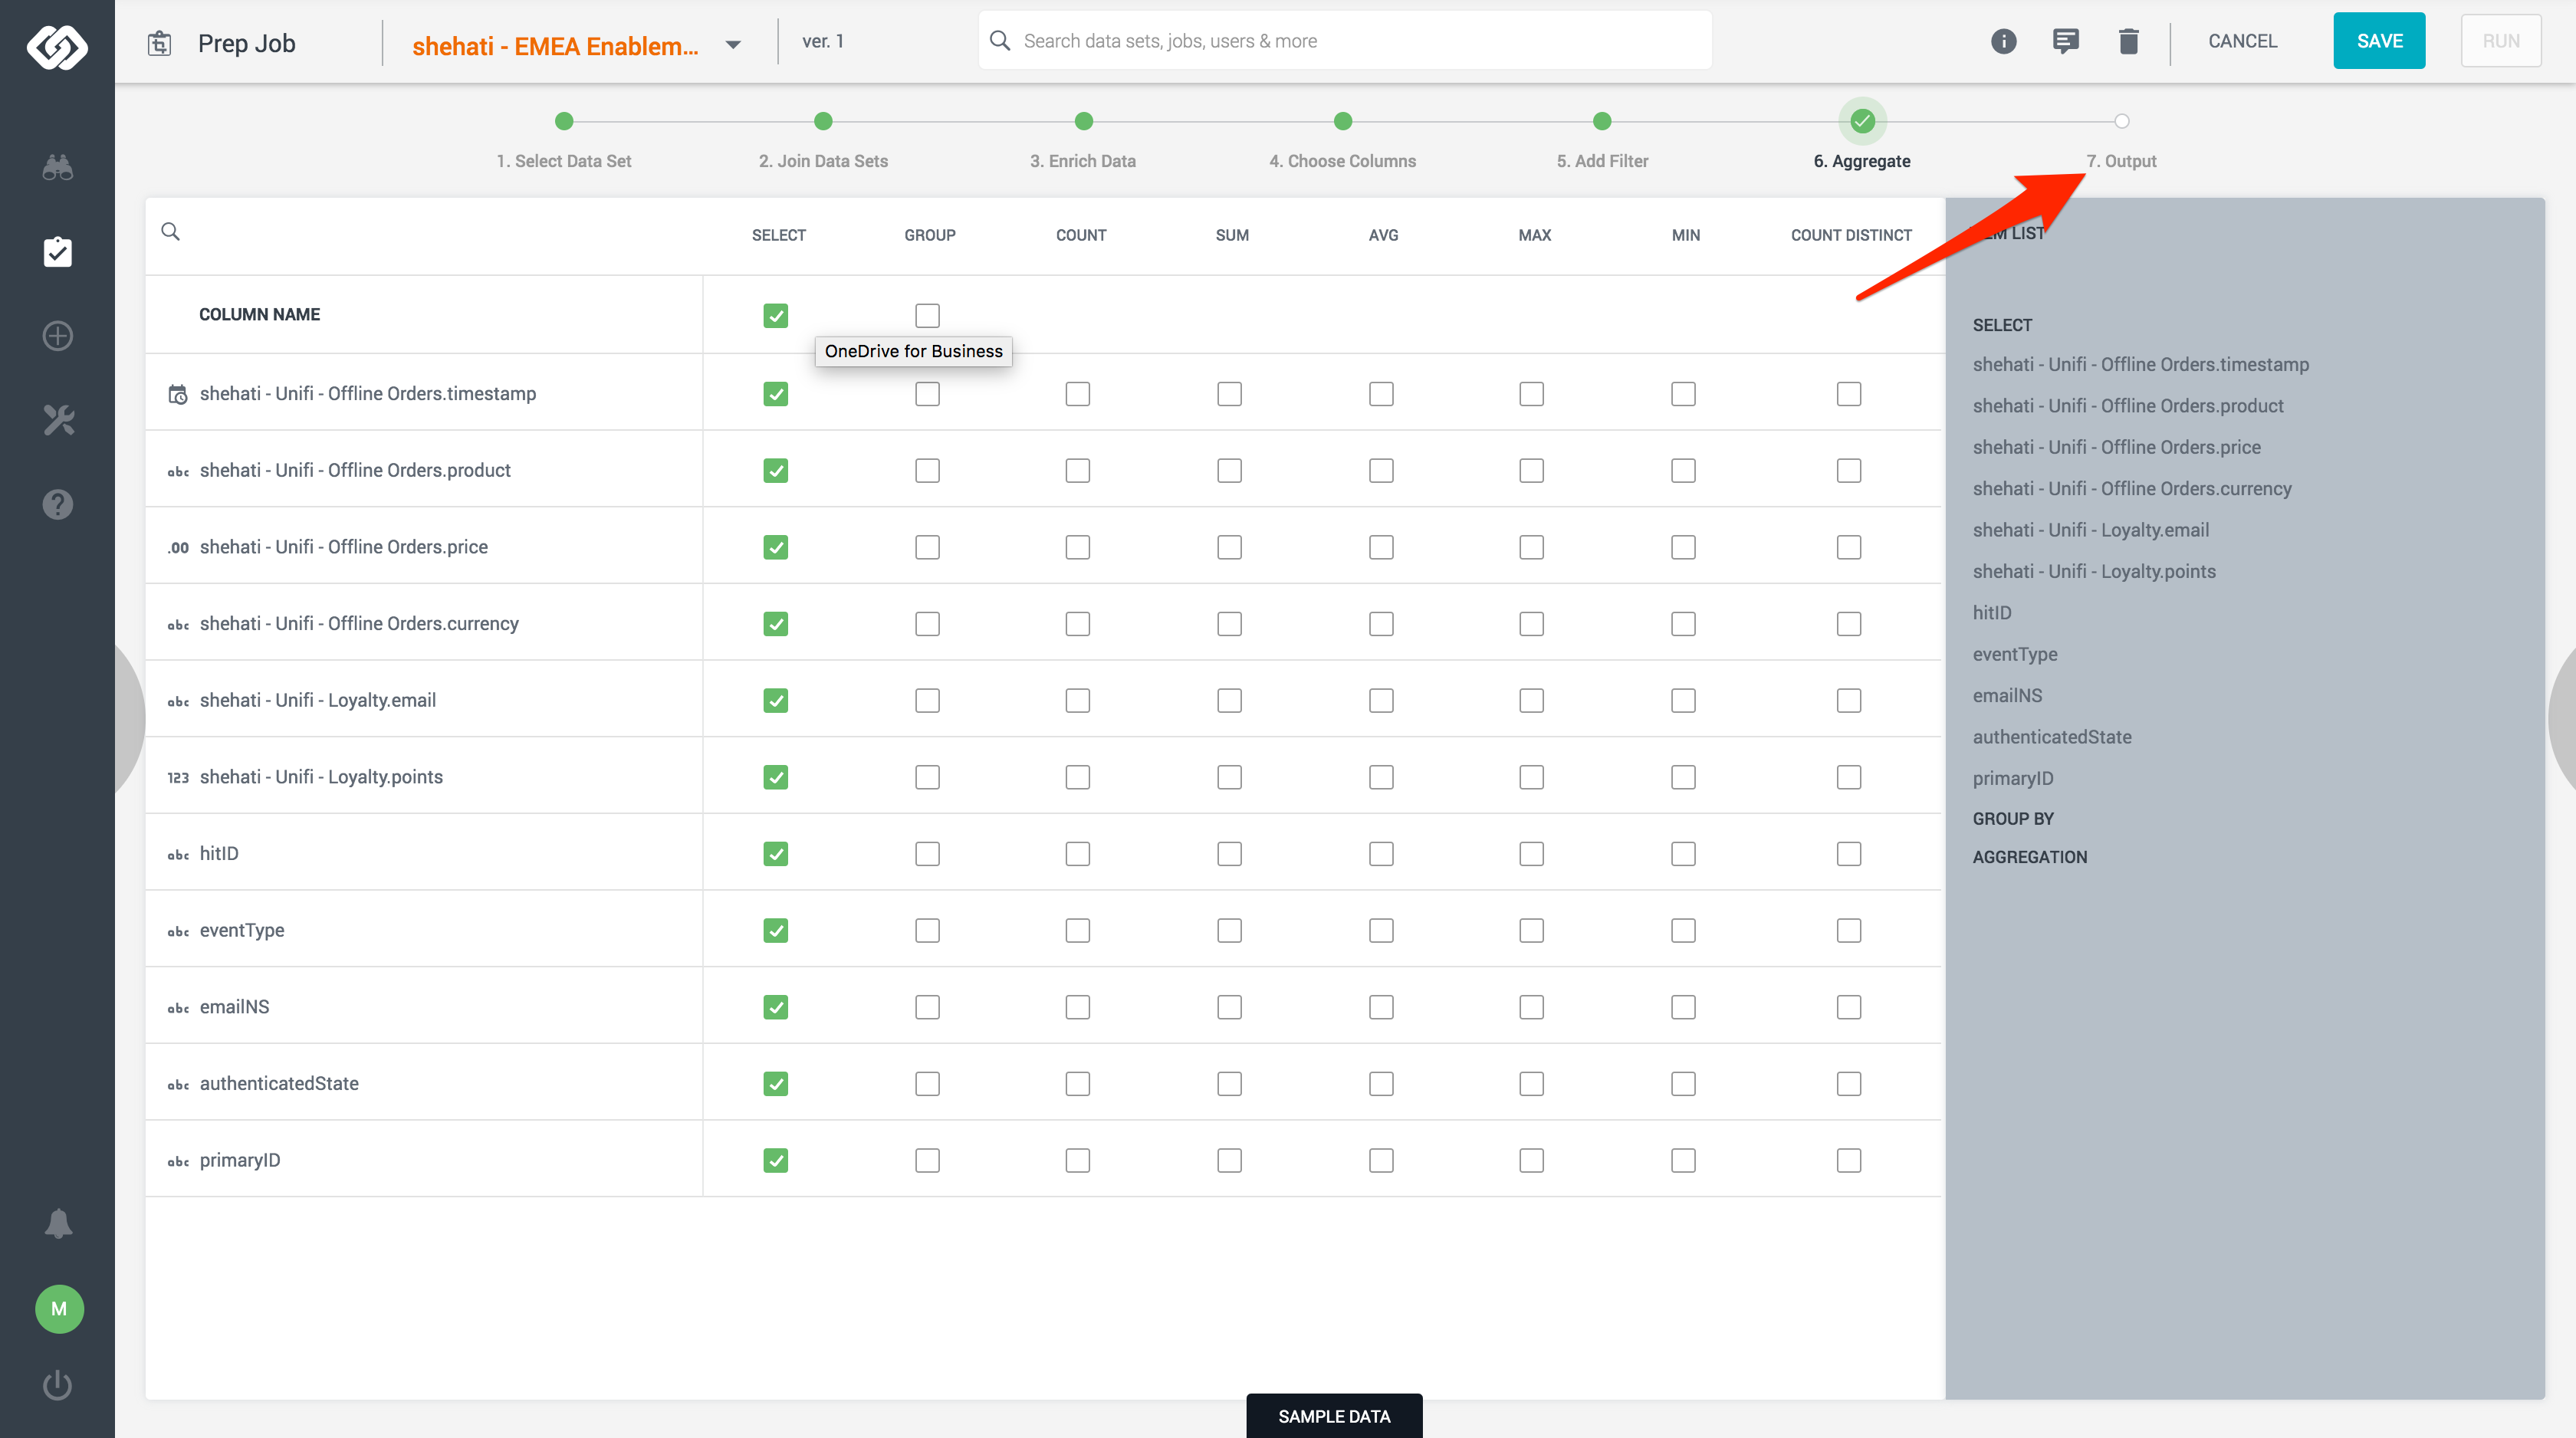 Prep Job
shehati - EMEA Enablem...
ver. 1
Search data sets, jobs, users & more
CANCEL
SAVE
RUN
1. Select Data Set
2. Join Data Sets
3. Enrich Data
4. Choose Columns
5. Add Filter
6. Aggregate
7. Output
SELECT
GROUP
COUNT
SUM
AVG
MAX
MIN
COUNT DISTINCT
COLUMN NAME
OneDrive for Business
shehati - Unifi - Offline Orders.timestamp
abc shehati - Unifi - Offline Orders.product
.00 shehati - Unifi - Offline Orders.price
abc shehati - Unifi - Offline Orders.currency
abc shehati - Unifi - Loyalty.email
123 shehati - Unifi - Loyalty.points
abc hitID
abc eventType
abc emailNS
abc authenticatedState
abc primaryID
LIST
SELECT
shehati - Unifi - Offline Orders.timestamp
shehati - Unifi - Offline Orders.product
shehati - Unifi - Offline Orders.price
shehati - Unifi - Offline Orders.currency
shehati - Unifi - Loyalty.email
shehati - Unifi - Loyalty.points
hitID
eventType
emailNS
authenticatedState
primaryID
GROUP BY
AGGREGATION
M
SAMPLE DATA